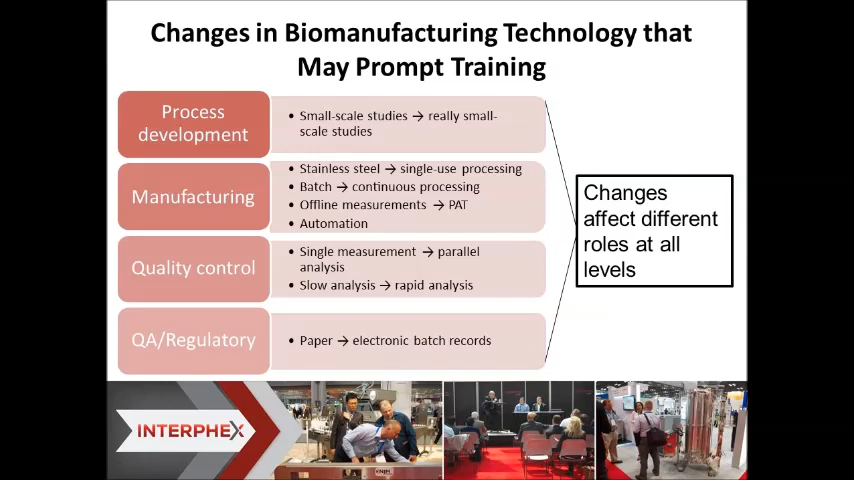 Changes in Biomanufacturing Technology that
May Prompt Training
Process
development
• Small-scale studies → really small-
scale studies
Manufacturing
• Stainless steel → single-use processing
• Batch → continuous processing
• Offline measurements → PAT
• Automation
Quality control
• Single measurement → parallel
analysis
• Slow analysis → rapid analysis
QA/Regulatory
• Paper → electronic batch records
Changes
affect different
roles at all
levels
INTERPHEX